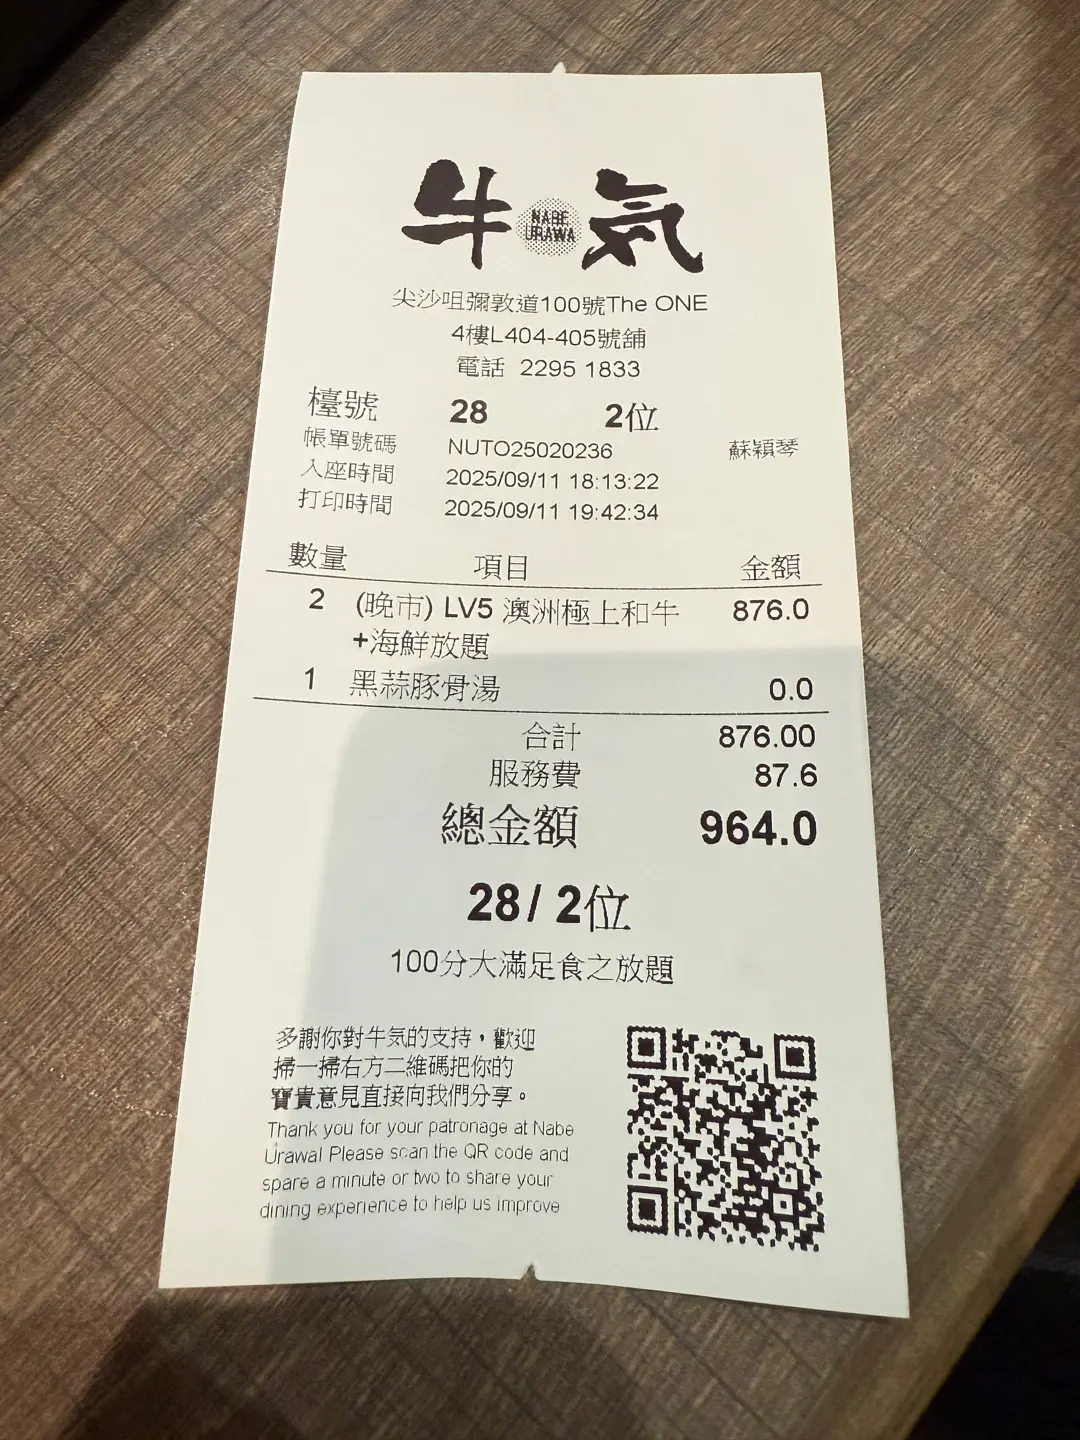 牛 NABE URAWA 気
尖沙咀彌敦道100號The ONE
4樓L404-405號舖
電話 2295 1833
檯號 28 2位
帳單號碼 NUTO25020236 蘇穎琴
入座時間 2025/09/11 18:13:22
打印時間 2025/09/11 19:42:34
數量 項目 金額
2 (晚市) LV5 澳洲極上和牛 876.0
+海鮮放題
1 黑蒜豚骨湯 0.0
合計 876.00
服務費 87.6
總金額 964.0
28/ 2位
100分大滿足食之放題
多謝你對牛気的支持，歡迎
掃一掃右方二維碼把你的
寶貴意見直接向我們分享。
Thank you for your patronage at Nabe
Urawa! Please scan the QR code and
spare a minute or two to share your
dining experience to help us improve